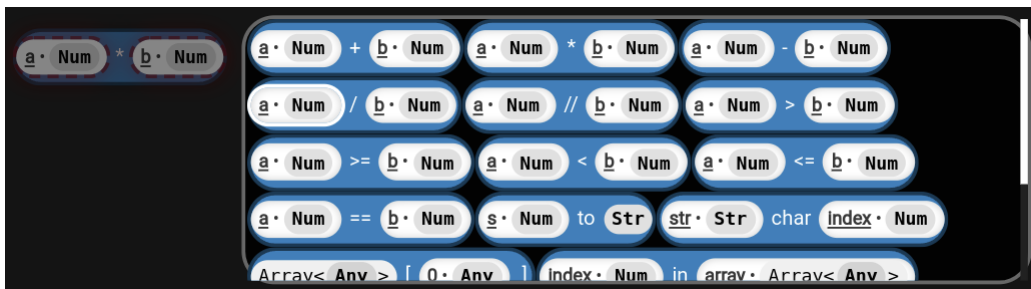 a · Num * b · Num
a · Num + b · Num a · Num * b · Num a · Num - b · Num
a · Num / b · Num a · Num // b · Num a · Num > b · Num
a · Num >= b · Num a · Num < b · Num a · Num <= b · Num
a · Num == b · Num s · Num to Str str · Str char index · Num
Array< Any > [ 0 · Any ] index · Num in array · Array< Any >